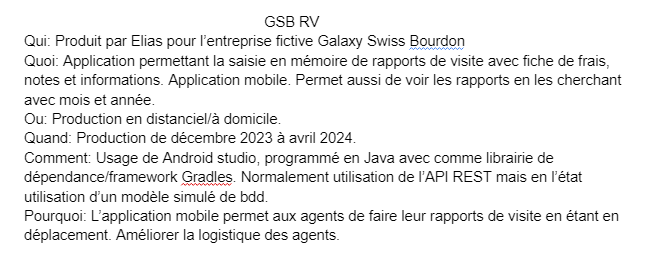 GSB RV
Qui: Produit par Elias pour l’entreprise fictive Galaxy Swiss Bourdon
Quoi: Application permettant la saisie en mémoire de rapports de visite avec fiche de frais,
notes et informations. Application mobile. Permet aussi de voir les rapports en les cherchant
avec mois et année.
Ou: Production en distanciel/à domicile.
Quand: Production de décembre 2023 à avril 2024.
Comment: Usage de Android studio, programmé en Java avec comme librairie de
dépendance/framework Gradles. Normalement utilisation de l’API REST mais en l’état
utilisation d’un modèle simulé de bdd.
Pourquoi: L’application mobile permet aux agents de faire leur rapports de visite en étant en
déplacement. Améliorer la logistique des agents.